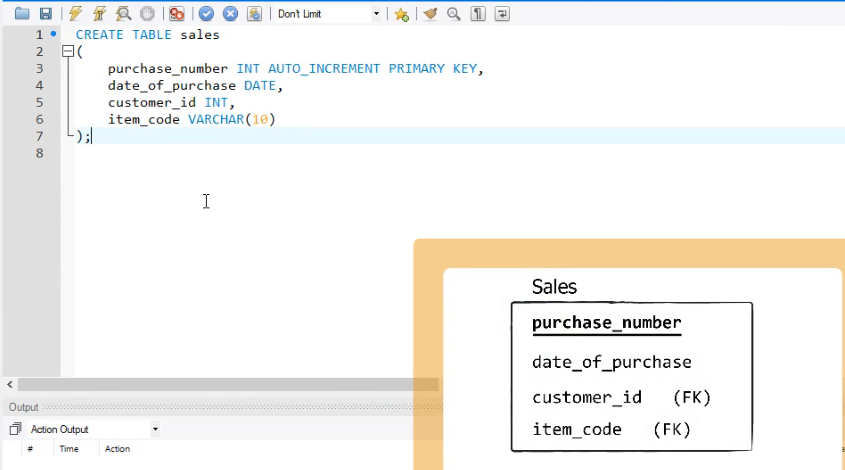 Don't Limit
1 CREATE TABLE sales
2 (
3 purchase_number INT AUTO_INCREMENT PRIMARY KEY,
4 date_of_purchase DATE,
5 customer_id INT,
6 item_code VARCHAR(10)
7 );
8
Sales
purchase_number
date_of_purchase
customer_id (FK)
item_code (FK)
Output
Action Output
# Time Action